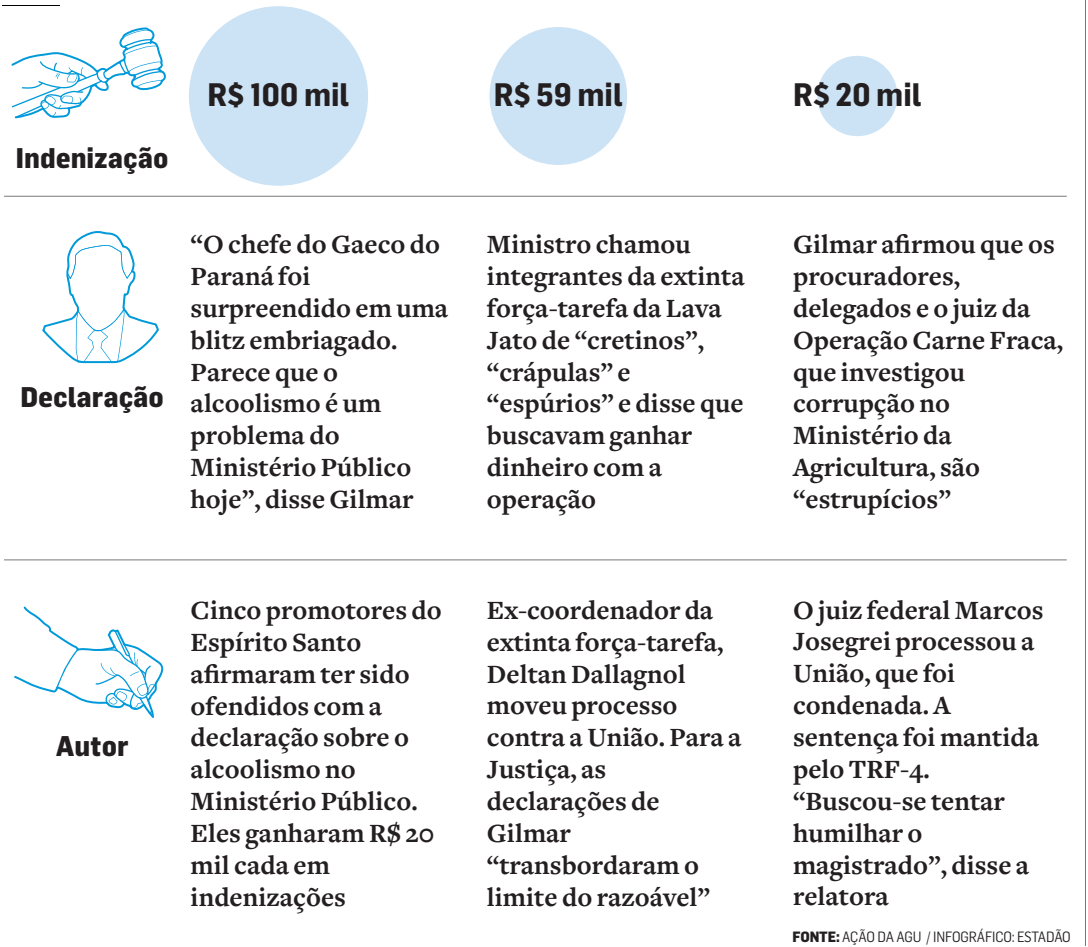 Indenização
R$ 100 mil
R$ 59 mil
R$ 20 mil
Declaração
“O chefe do Gaeco do
Paraná foi
surpreendido em uma
blitz embriagado.
Parece que o
alcoolismo é um
problema do
Ministério Público
hoje”, disse Gilmar
Ministro chamou
integrantes da extinta
força-tarefa da Lava
Jato de “cretinos”,
“crápulas” e
“espúrios” e disse que
buscavam ganhar
dinheiro com a
operação
Gilmar afirmou que os
procuradores,
delegados e o juiz da
Operação Carne Fraca,
que investigou
corrupção no
Ministério da
Agricultura, são
“estrupícios”
Autor
Cinco promotores do
Espírito Santo
afirmaram ter sido
ofendidos com a
declaração sobre o
alcoolismo no
Ministério Público.
Eles ganharam R$ 20
mil cada em
indenizações
Ex-coordenador da
extinta força-tarefa,
Deltan Dallagnol
moveu processo
contra a União. Para a
Justiça, as
declarações de
Gilmar
“transbordaram o
limite do razoável”
O juiz federal Marcos
Josegrei processou a
União, que foi
condenada. A
sentença foi mantida
pelo TRF-4.
“Buscou-se tentar
humilhar o
magistrado”, disse a
relatora
FONTE: AÇÃO DA AGU / INFOGRÁFICO: ESTADÃO